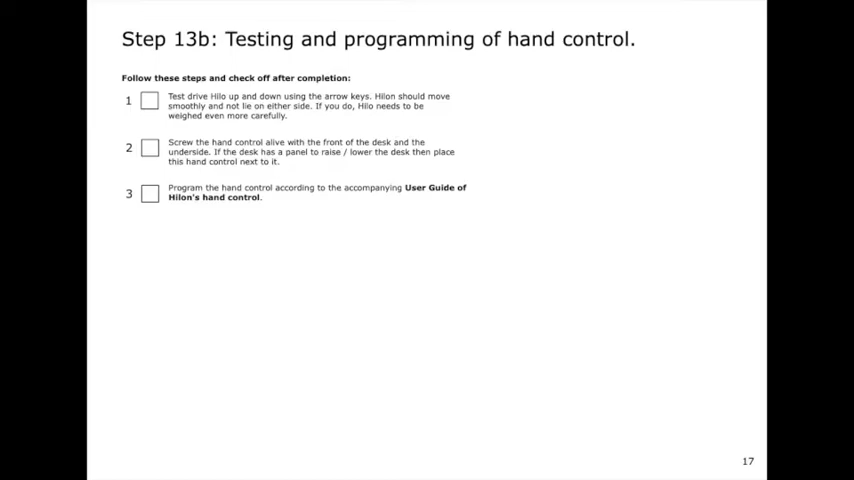 Step 13b: Testing and programming of hand control.
Follow these steps and check off after completion:
1 Test drive Hilo up and down using the arrow keys. Hilon should move
smoothly and not lie on either side. If you do, Hilo needs to be
weighed even more carefully.
2 Screw the hand control alive with the front of the desk and the
underside. If the desk has a panel to raise / lower the desk then place
this hand control next to it.
3 Program the hand control according to the accompanying User Guide of
Hilon's hand control.
17